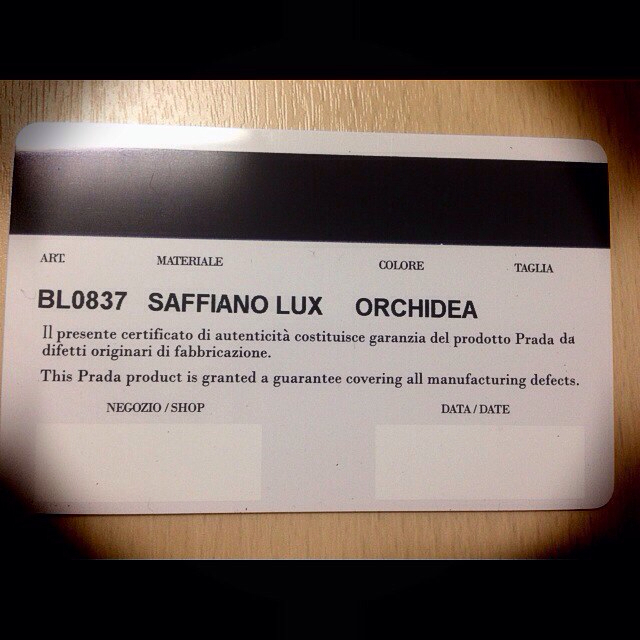 ART. MATERIALE COLORE TAGLIA
BL0837 SAFFIANO LUX ORCHIDEA
Il presente certificato di autenticità costituisce garanzia del prodotto Prada da
difetti originari di fabbricazione.
This Prada product is granted a guarantee covering all manufacturing defects.
NEGOZIO / SHOP DATA / DATE